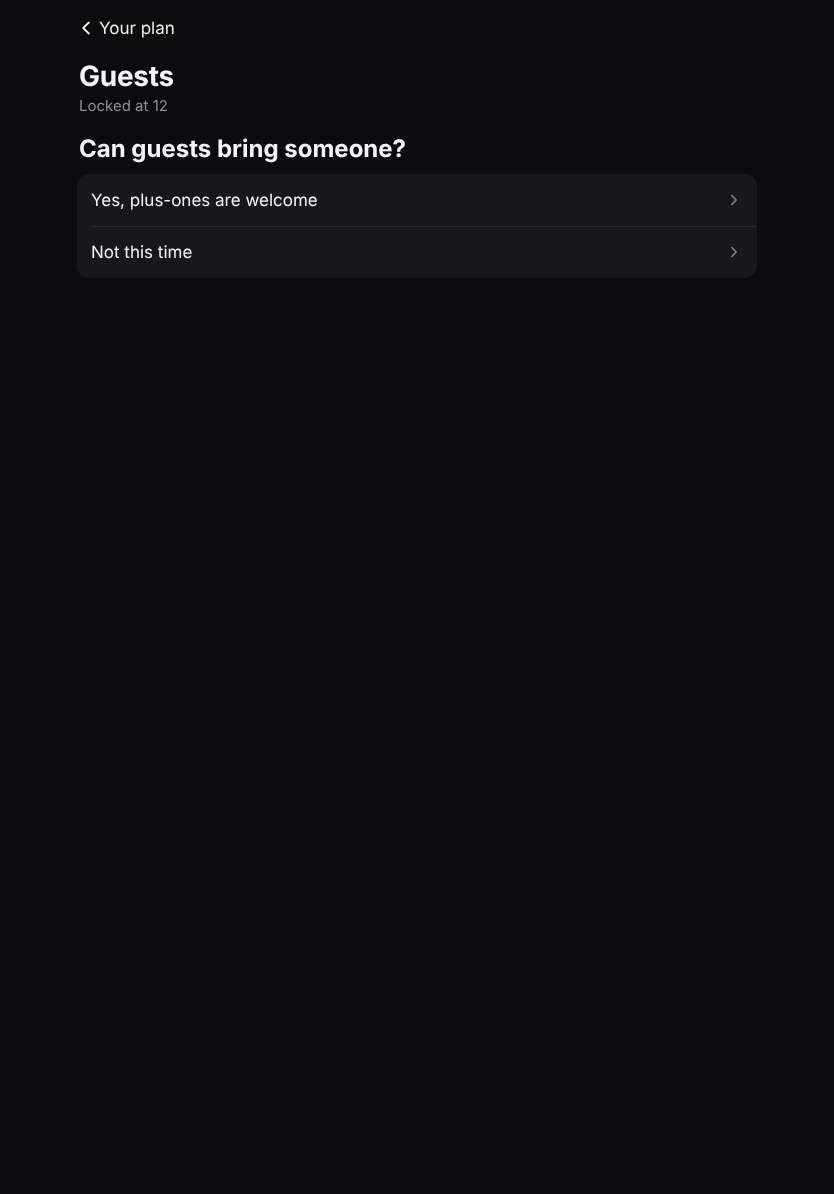 Your plan
Guests
Locked at 12
Can guests bring someone?
Yes, plus-ones are welcome
Not this time